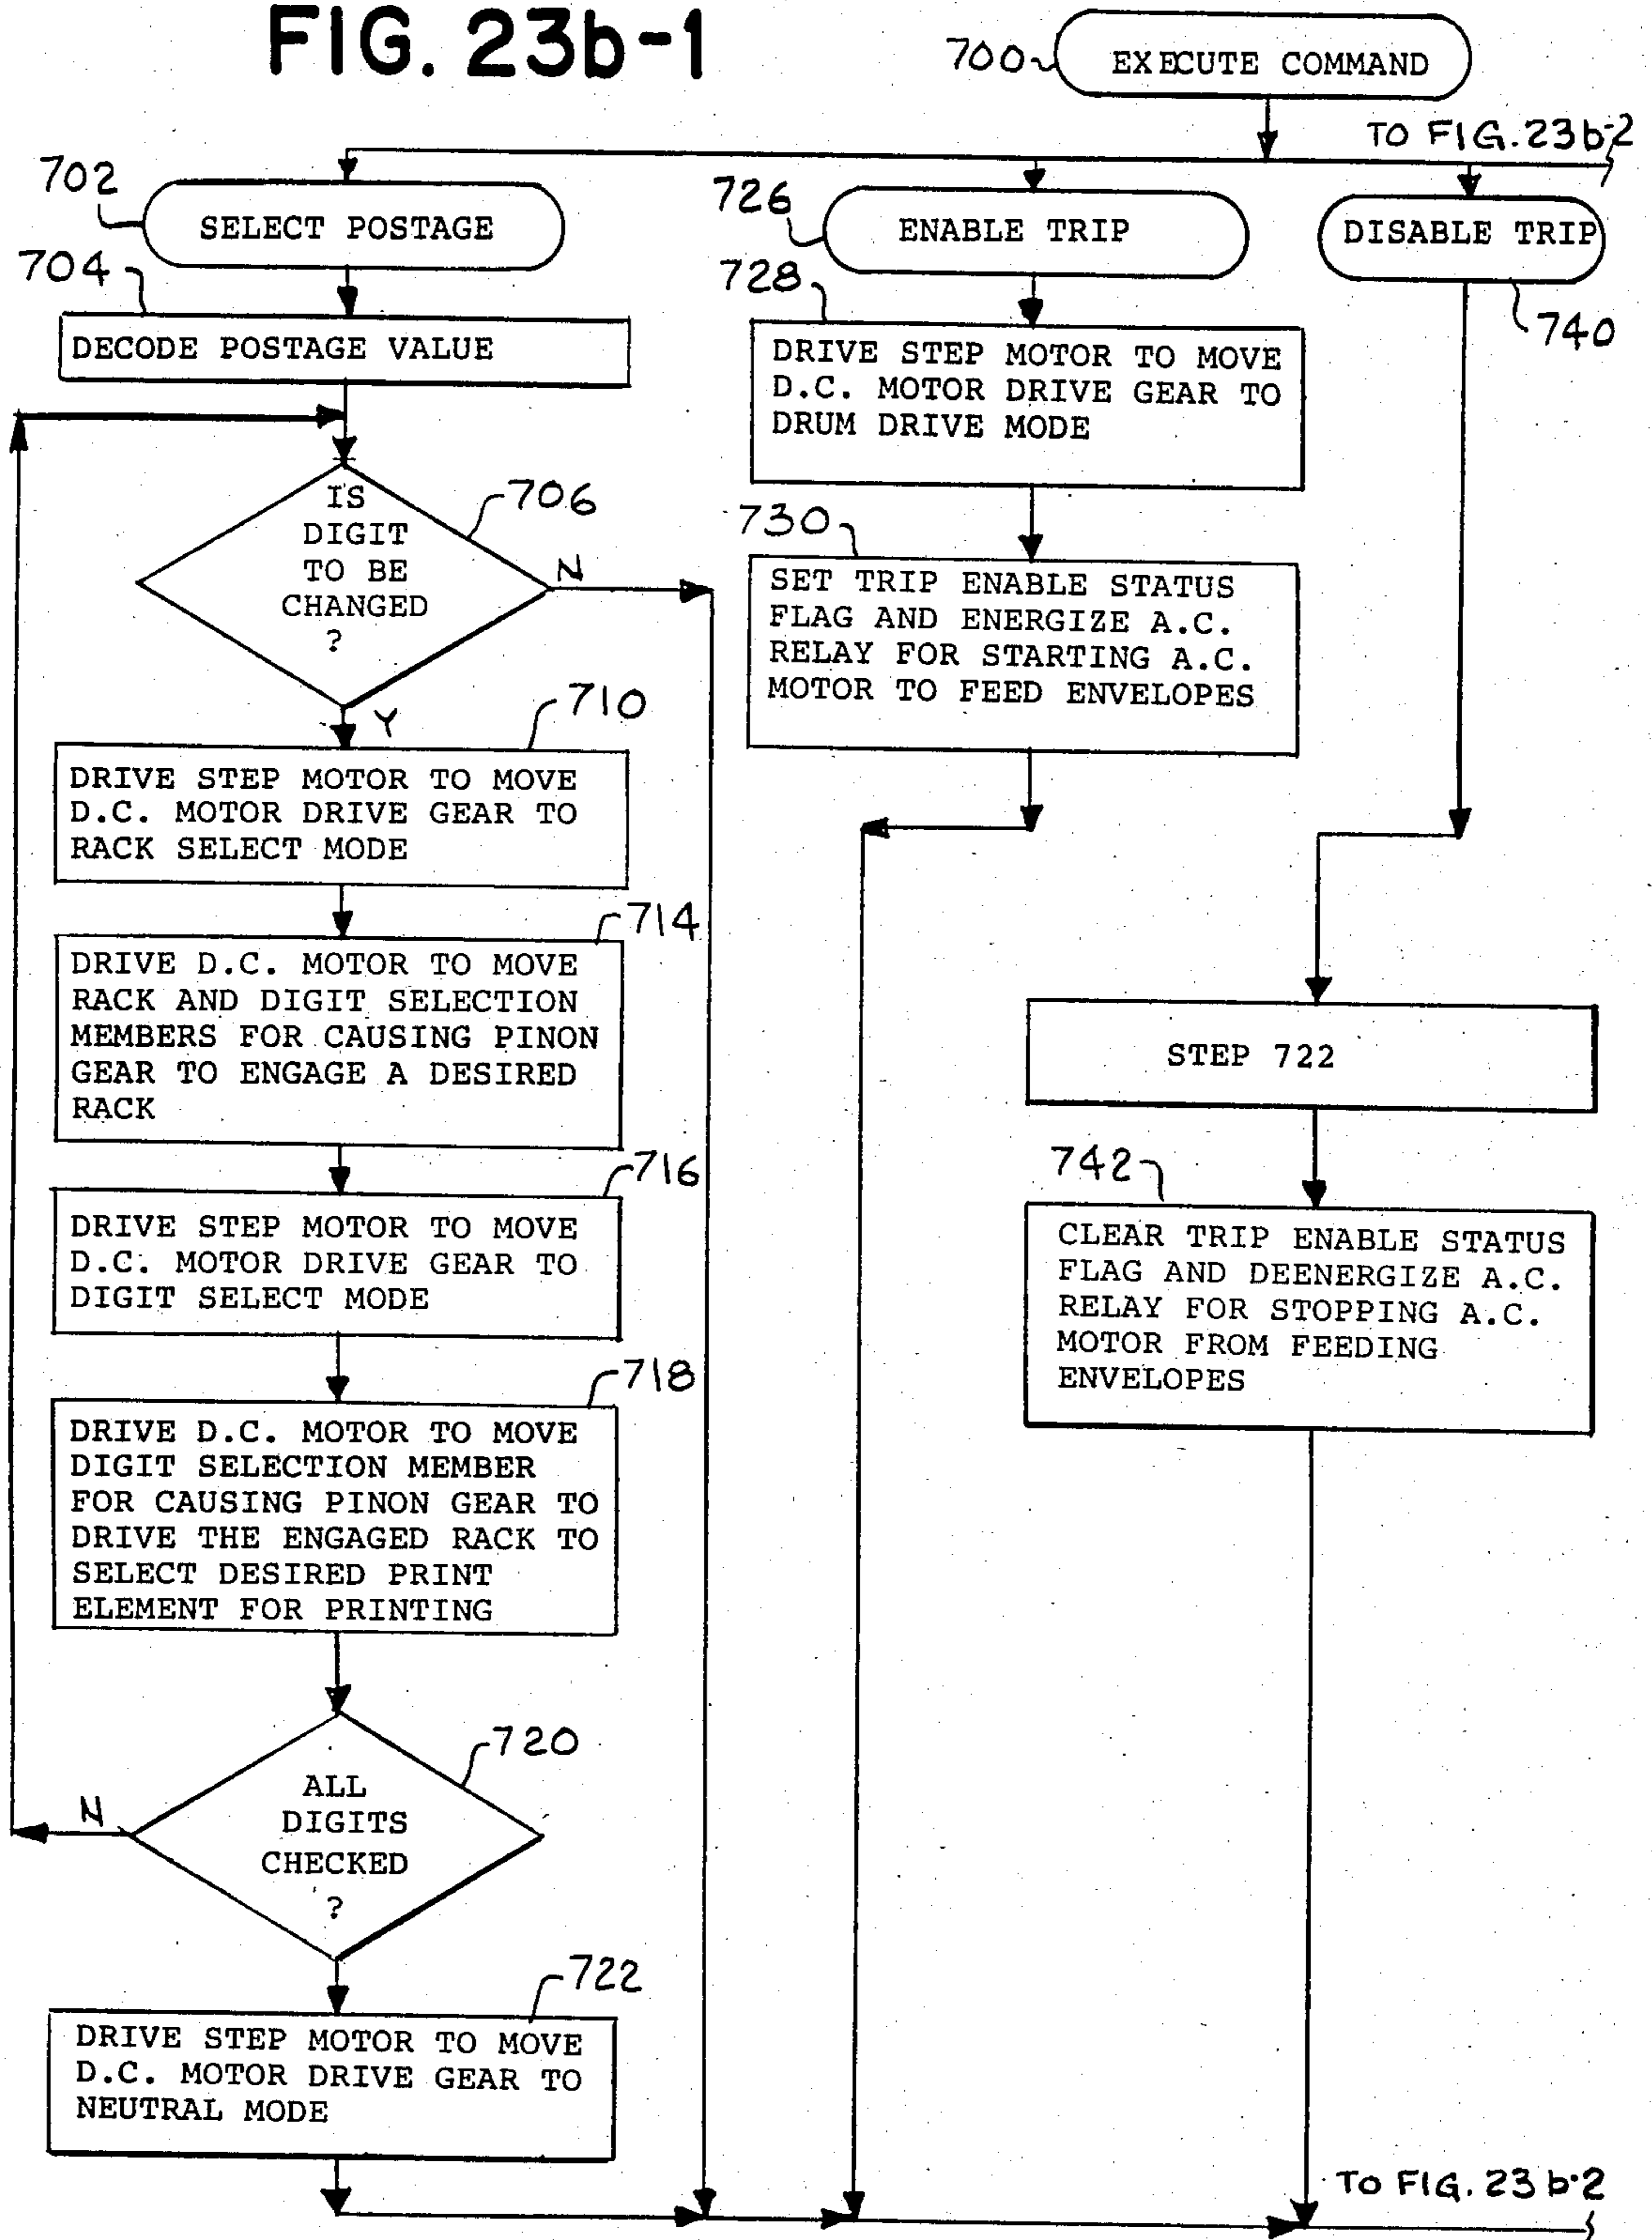 FIG. 23b-1
700
EXECUTE COMMAND
TO FIG. 23b-2
702
SELECT POSTAGE
704
DECODE POSTAGE VALUE
IS
DIGIT
TO BE
CHANGED
?
706
N
Y
710
DRIVE STEP MOTOR TO MOVE
D.C. MOTOR DRIVE GEAR TO
RACK SELECT MODE
714
DRIVE D.C. MOTOR TO MOVE
RACK AND DIGIT SELECTION
MEMBERS FOR CAUSING PINON
GEAR TO ENGAGE A DESIRED
RACK
716
DRIVE STEP MOTOR TO MOVE
D.C. MOTOR DRIVE GEAR TO
DIGIT SELECT MODE
718
DRIVE D.C. MOTOR TO MOVE
DIGIT SELECTION MEMBER
FOR CAUSING PINON GEAR TO
DRIVE THE ENGAGED RACK TO
SELECT DESIRED PRINT
ELEMENT FOR PRINTING
720
ALL
DIGITS
CHECKED
?
N
722
DRIVE STEP MOTOR TO MOVE
D.C. MOTOR DRIVE GEAR TO
NEUTRAL MODE
726
ENABLE TRIP
728
DRIVE STEP MOTOR TO MOVE
D.C. MOTOR DRIVE GEAR TO
DRUM DRIVE MODE
730
SET TRIP ENABLE STATUS
FLAG AND ENERGIZE A.C.
RELAY FOR STARTING A.C.
MOTOR TO FEED ENVELOPES
DISABLE TRIP
740
STEP 722
742
CLEAR TRIP ENABLE STATUS
FLAG AND DEENERGIZE A.C.
RELAY FOR STOPPING A.C.
MOTOR FROM FEEDING
ENVELOPES
TO FIG. 23 b-2